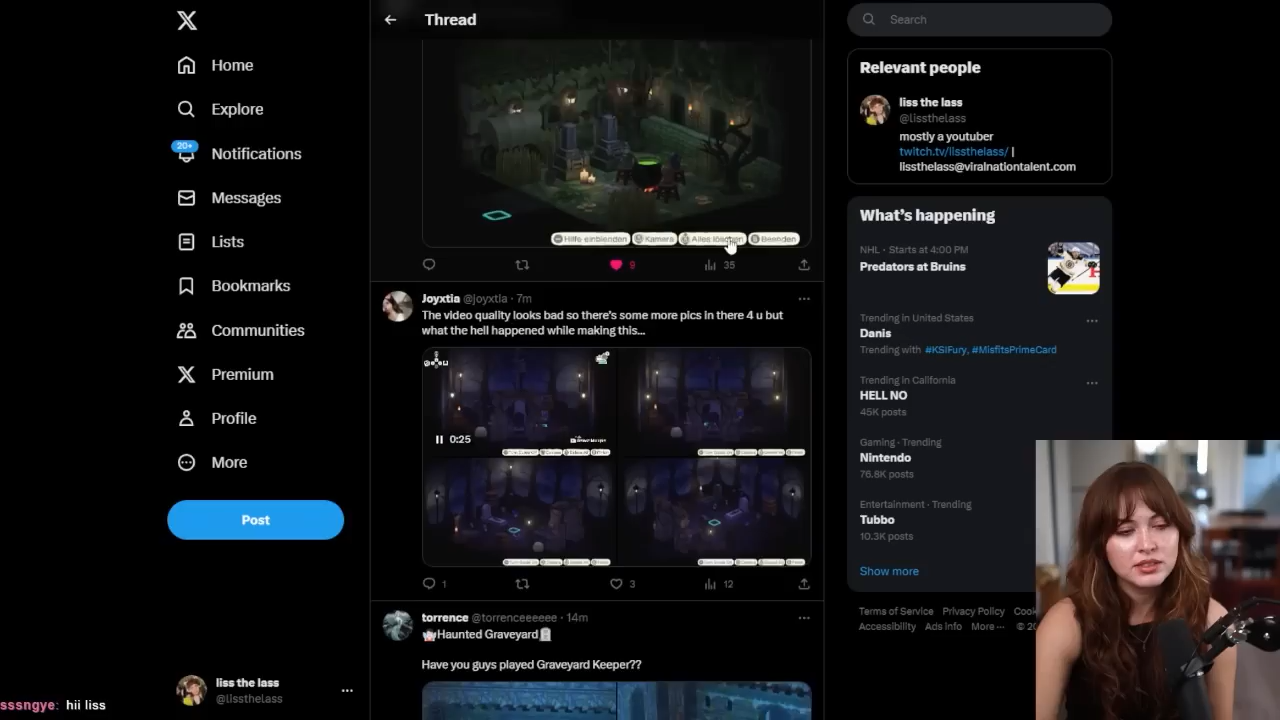 Thread
Search
Home
Explore
20+
Notifications
Messages
Lists
Bookmarks
Communities
Premium
Profile
More
Post
liss the lass
@lissthelass
sssngye: hii liss
Hilfe einblenden
Kamera
Alles löschen
Beenden
9
35
Joyxtia @joyxtia · 7m
The video quality looks bad so there's some more pics in there 4 u but
what the hell happened while making this...
0:25
1
3
12
torrence @torrenceeeeee · 14m
Haunted Graveyard
Have you guys played Graveyard Keeper??
Relevant people
liss the lass
@lissthelass
mostly a youtuber
twitch.tv/lissthelass/ |
lissthelass@viralnationtalent.com
What's happening
NHL · Starts at 4:00 PM
Predators at Bruins
Trending in United States
Danis
Trending with #KSIFury, #MisfitsPrimeCard
Trending in California
HELL NO
45K posts
Gaming · Trending
Nintendo
76.8K posts
Entertainment · Trending
Tubbo
10.3K posts
Show more
Terms of Service Privacy Policy Cook
Accessibility Ads info More ··· © 20